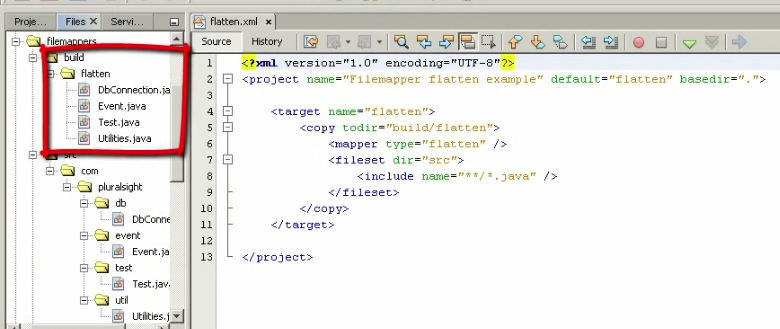 Proje...
Files
Servi...
filemappers
build
flatten
DbConnection.ja
Event.java
Test.java
Utilities.java
src
com
pluralsight
db
DbConne
event
Event.ja
test
Test.java
util
Utilities.ja
flatten.xml
Source
History
1 <?xml version="1.0" encoding="UTF-8"?>
2 <project name="Filemapper flatten example" default="flatten" basedir=".">
3
4 <target name="flatten">
5 <copy todir="build/flatten">
6 <mapper type="flatten" />
7 <fileset dir="src">
8 <include name="**/*.java" />
9 </fileset>
10 </copy>
11 </target>
12
13 </project>